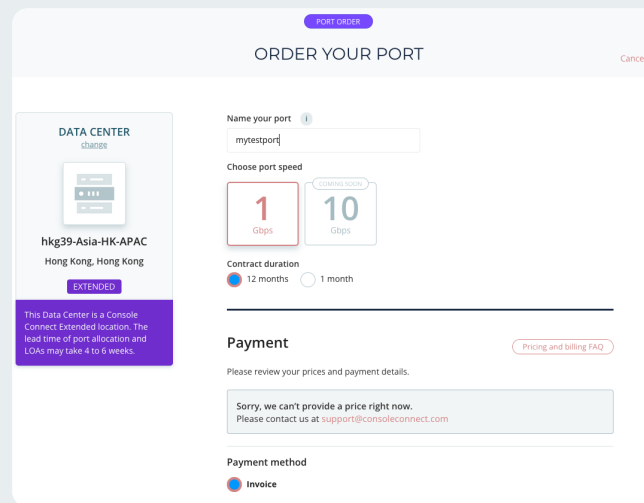 PORT ORDER
ORDER YOUR PORT
DATA CENTER
change
hkg39-Asia-HK-APAC
Hong Kong, Hong Kong
EXTENDED
This Data Center is a Console
Connect Extended location. The
lead time of port allocation and
LOAs may take 4 to 6 weeks.
Name your port i
mytestport
Choose port speed
COMING SOON
1 10
Gbps Gbps
Contract duration
12 months 1 month
Payment
Pricing and billing FAQ
Please review your prices and payment details.
Sorry, we can't provide a price right now.
Please contact us at support@consoleconnect.com
Payment method
Invoice